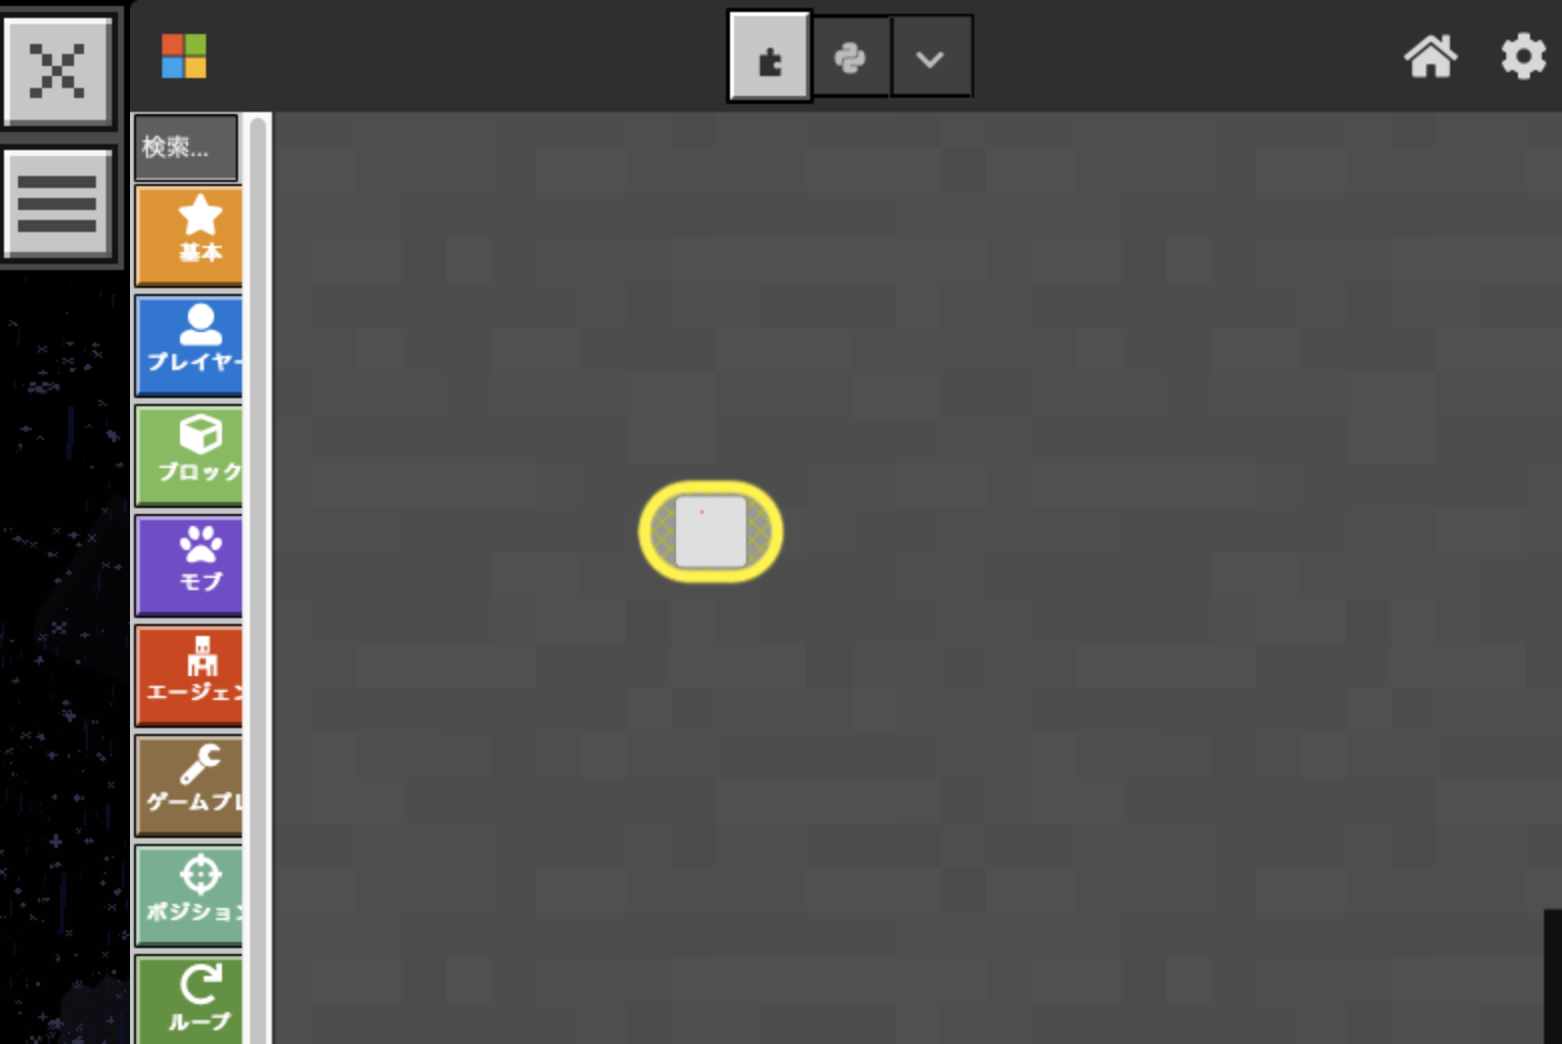 検索...
基本
プレイヤー
ブロック
モブ
エージェン
ゲームプレ
ポジション
ループ